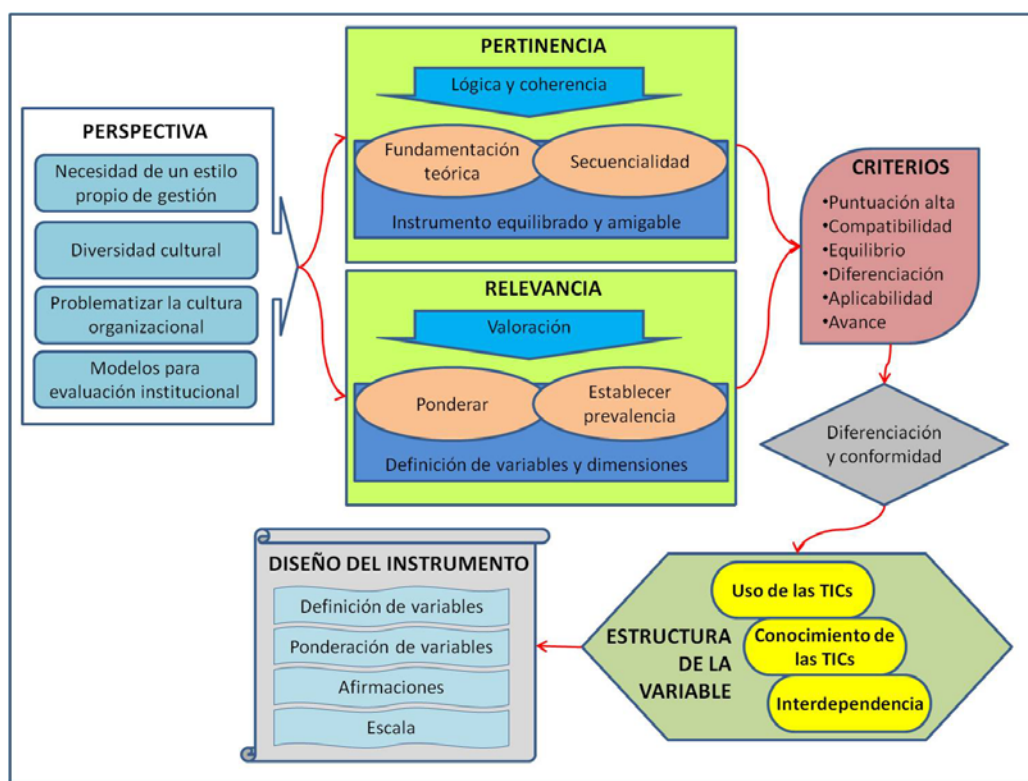 PERSPECTIVA
Necesidad de un estilo
propio de gestión
Diversidad cultural
Problematizar la cultura
organizacional
Modelos para
evaluación institucional
PERTINENCIA
Lógica y coherencia
Fundamentación
teórica
Secuencialidad
Instrumento equilibrado y amigable
RELEVANCIA
Valoración
Ponderar
Establecer
prevalencia
Definición de variables y dimensiones
CRITERIOS
•Puntuación alta
•Compatibilidad
•Equilibrio
•Diferenciación
•Aplicabilidad
•Avance
Diferenciación
y conformidad
ESTRUCTURA
DE LA
VARIABLE
Uso de las TICs
Conocimiento de
las TICs
Interdependencia
DISEÑO DEL INSTRUMENTO
Definición de variables
Ponderación de variables
Afirmaciones
Escala